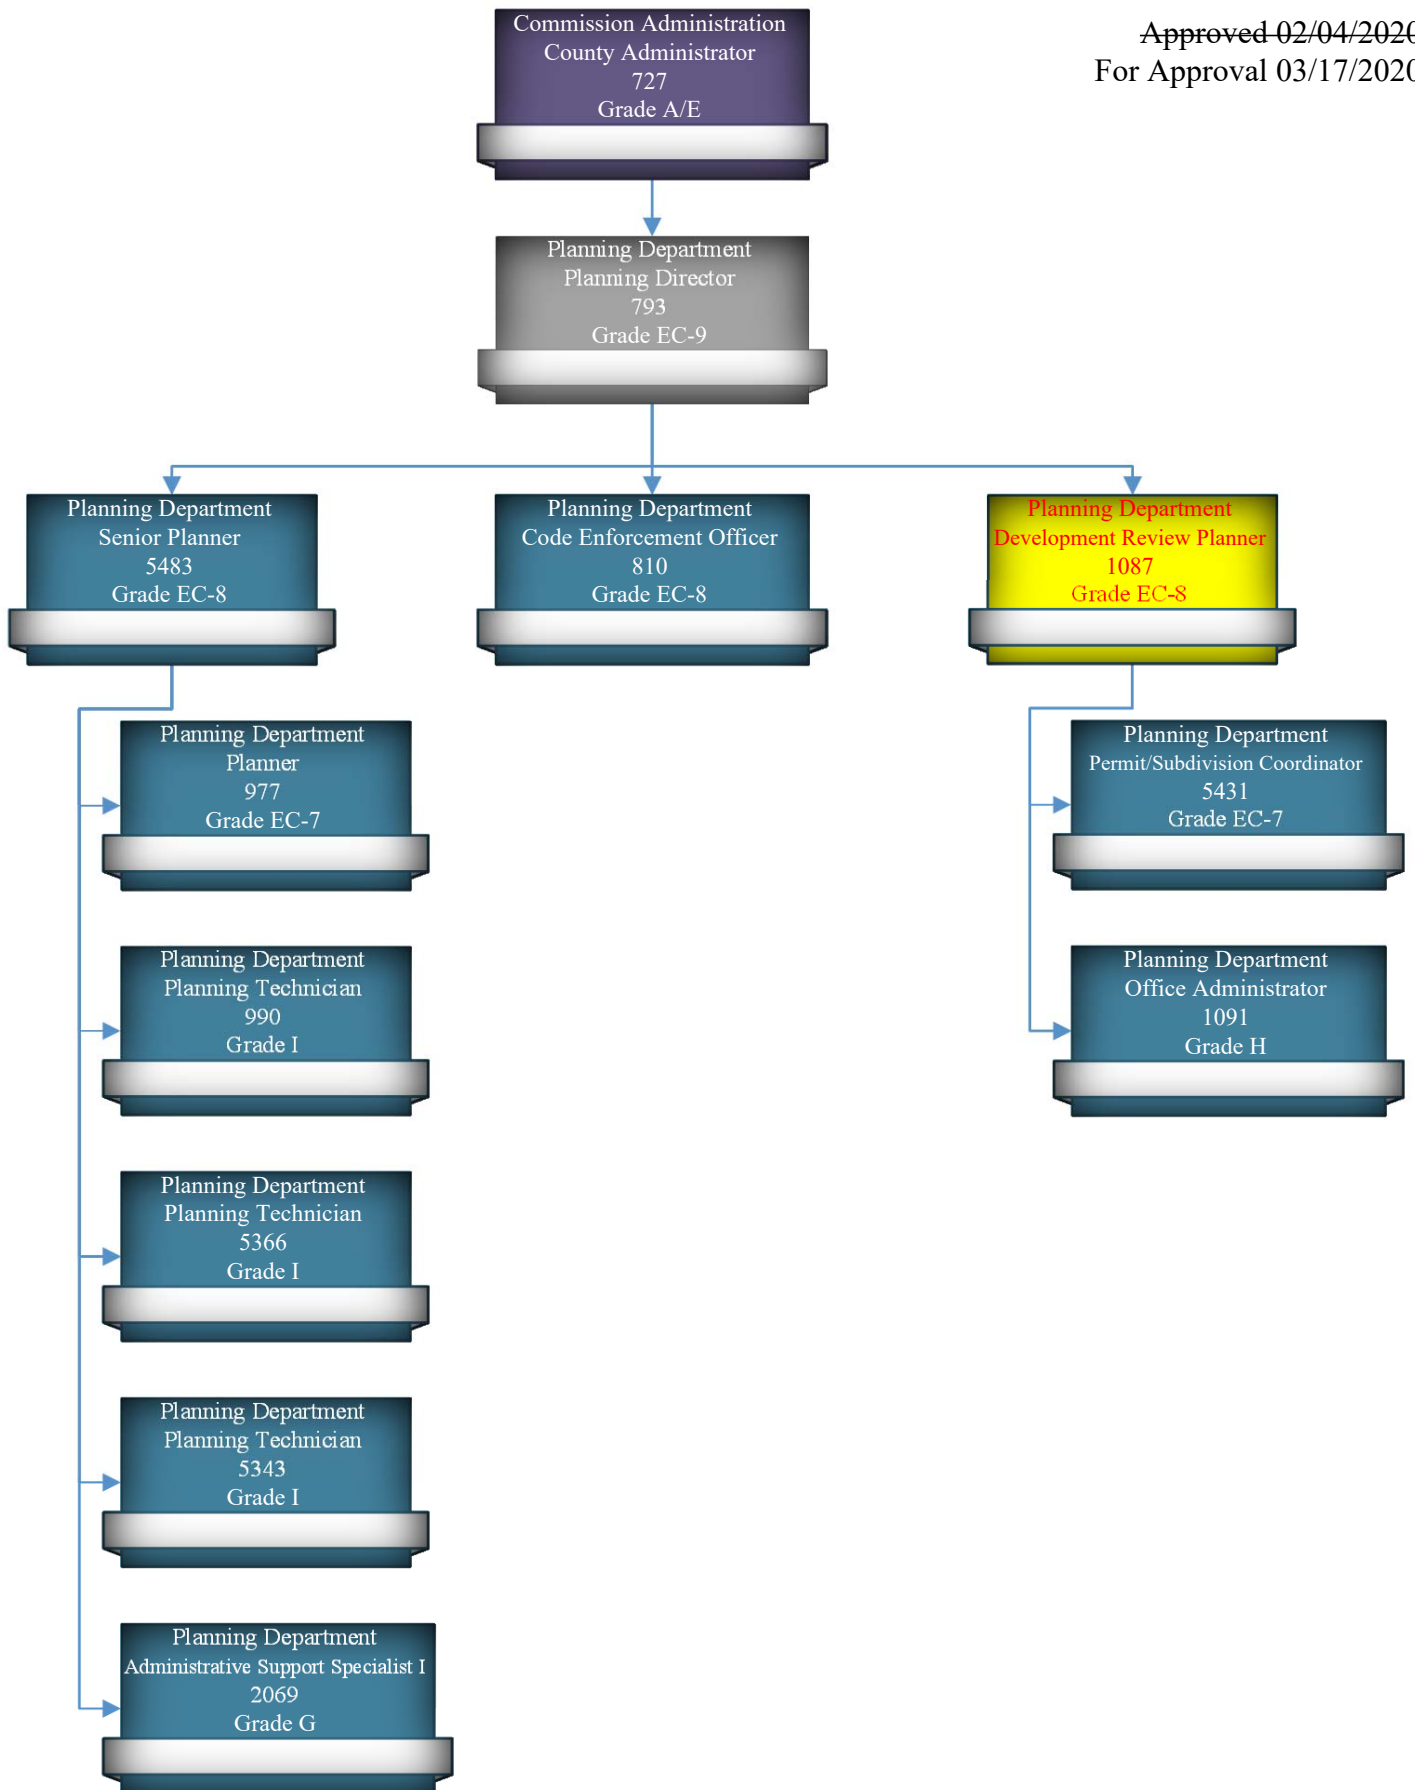 Approved 02/04/2020
For Approval 03/17/2020
Commission Administration
County Administrator
727
Grade A/E
Planning Department
Planning Director
793
Grade EC-9
Planning Department
Senior Planner
5483
Grade EC-8
Planning Department
Code Enforcement Officer
810
Grade EC-8
Planning Department
Development Review Planner
1087
Grade EC-8
Planning Department
Planner
977
Grade EC-7
Planning Department
Permit/Subdivision Coordinator
5431
Grade EC-7
Planning Department
Planning Technician
990
Grade I
Planning Department
Office Administrator
1091
Grade H
Planning Department
Planning Technician
5366
Grade I
Planning Department
Planning Technician
5343
Grade I
Planning Department
Administrative Support Specialist I
2069
Grade G